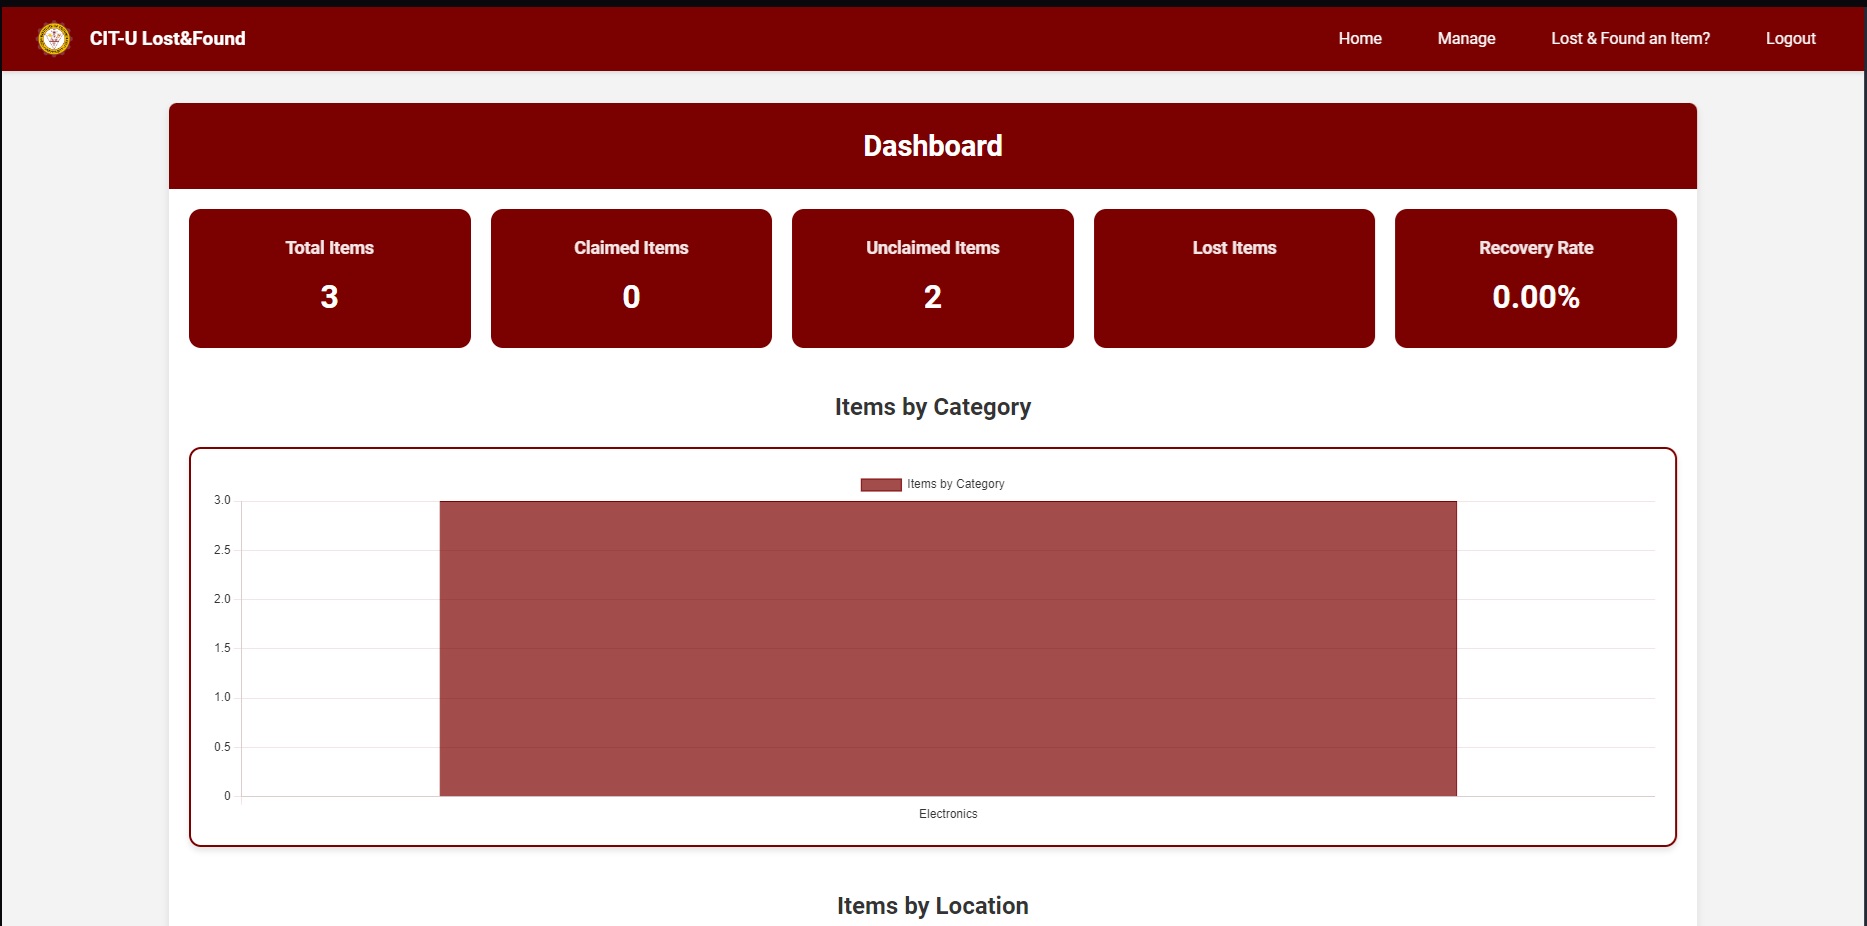 CIT-U Lost&Found
Home Manage Lost & Found an Item? Logout
Dashboard
Total Items
3
Claimed Items
0
Unclaimed Items
2
Lost Items
Recovery Rate
0.00%
Items by Category
Items by Category
3.0
2.5
2.0
1.5
1.0
0.5
0
Electronics
Items by Location